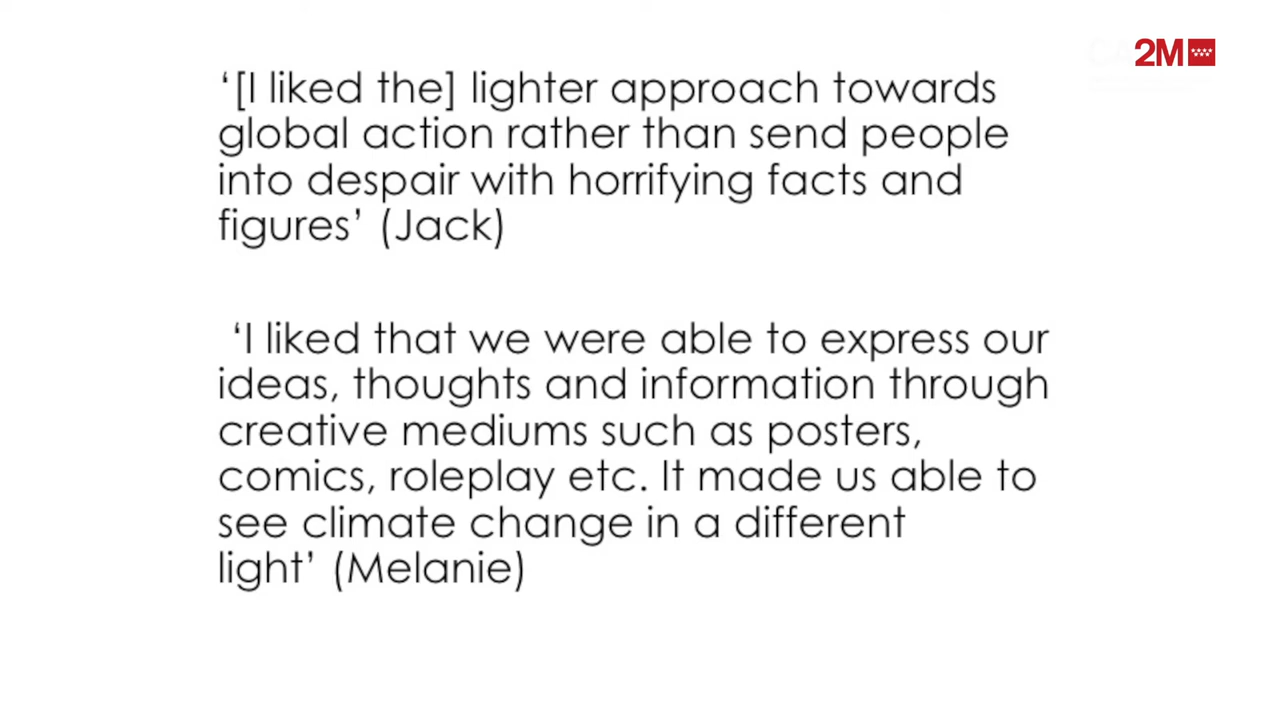 CA2M
‘[I liked the] lighter approach towards
global action rather than send people
into despair with horrifying facts and
figures’ (Jack)
‘I liked that we were able to express our
ideas, thoughts and information through
creative mediums such as posters,
comics, roleplay etc. It made us able to
see climate change in a different
light’ (Melanie)